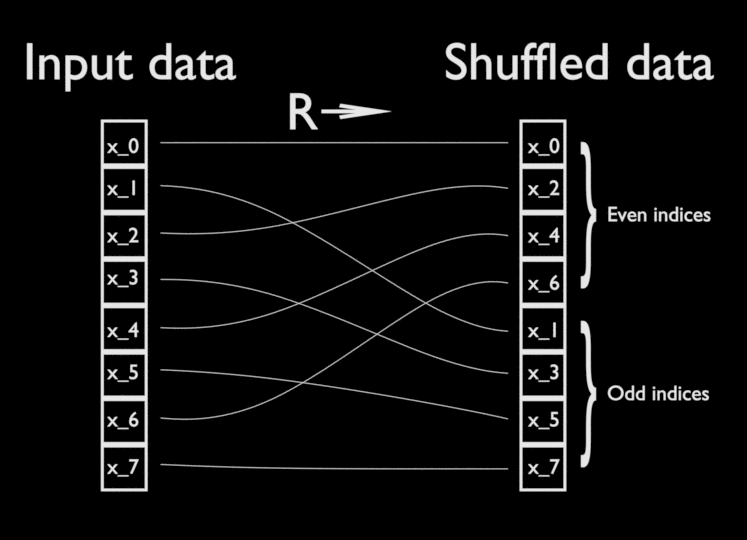 Input data
Shuffled data
R
x_0
x_1
x_2
x_3
x_4
x_5
x_6
x_7
x_0
x_2
x_4
x_6
x_1
x_3
x_5
x_7
Even indices
Odd indices